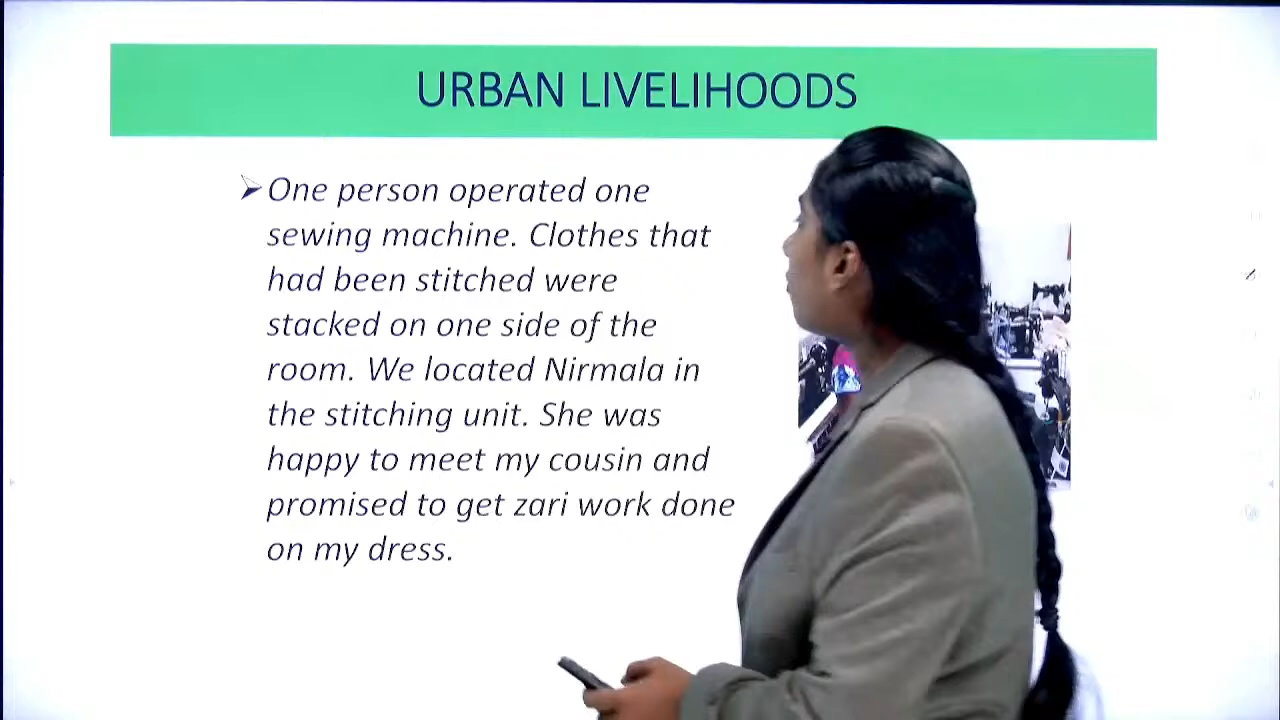 URBAN LIVELIHOODS
One person operated one
sewing machine. Clothes that
had been stitched were
stacked on one side of the
room. We located Nirmala in
the stitching unit. She was
happy to meet my cousin and
promised to get zari work done
on my dress.